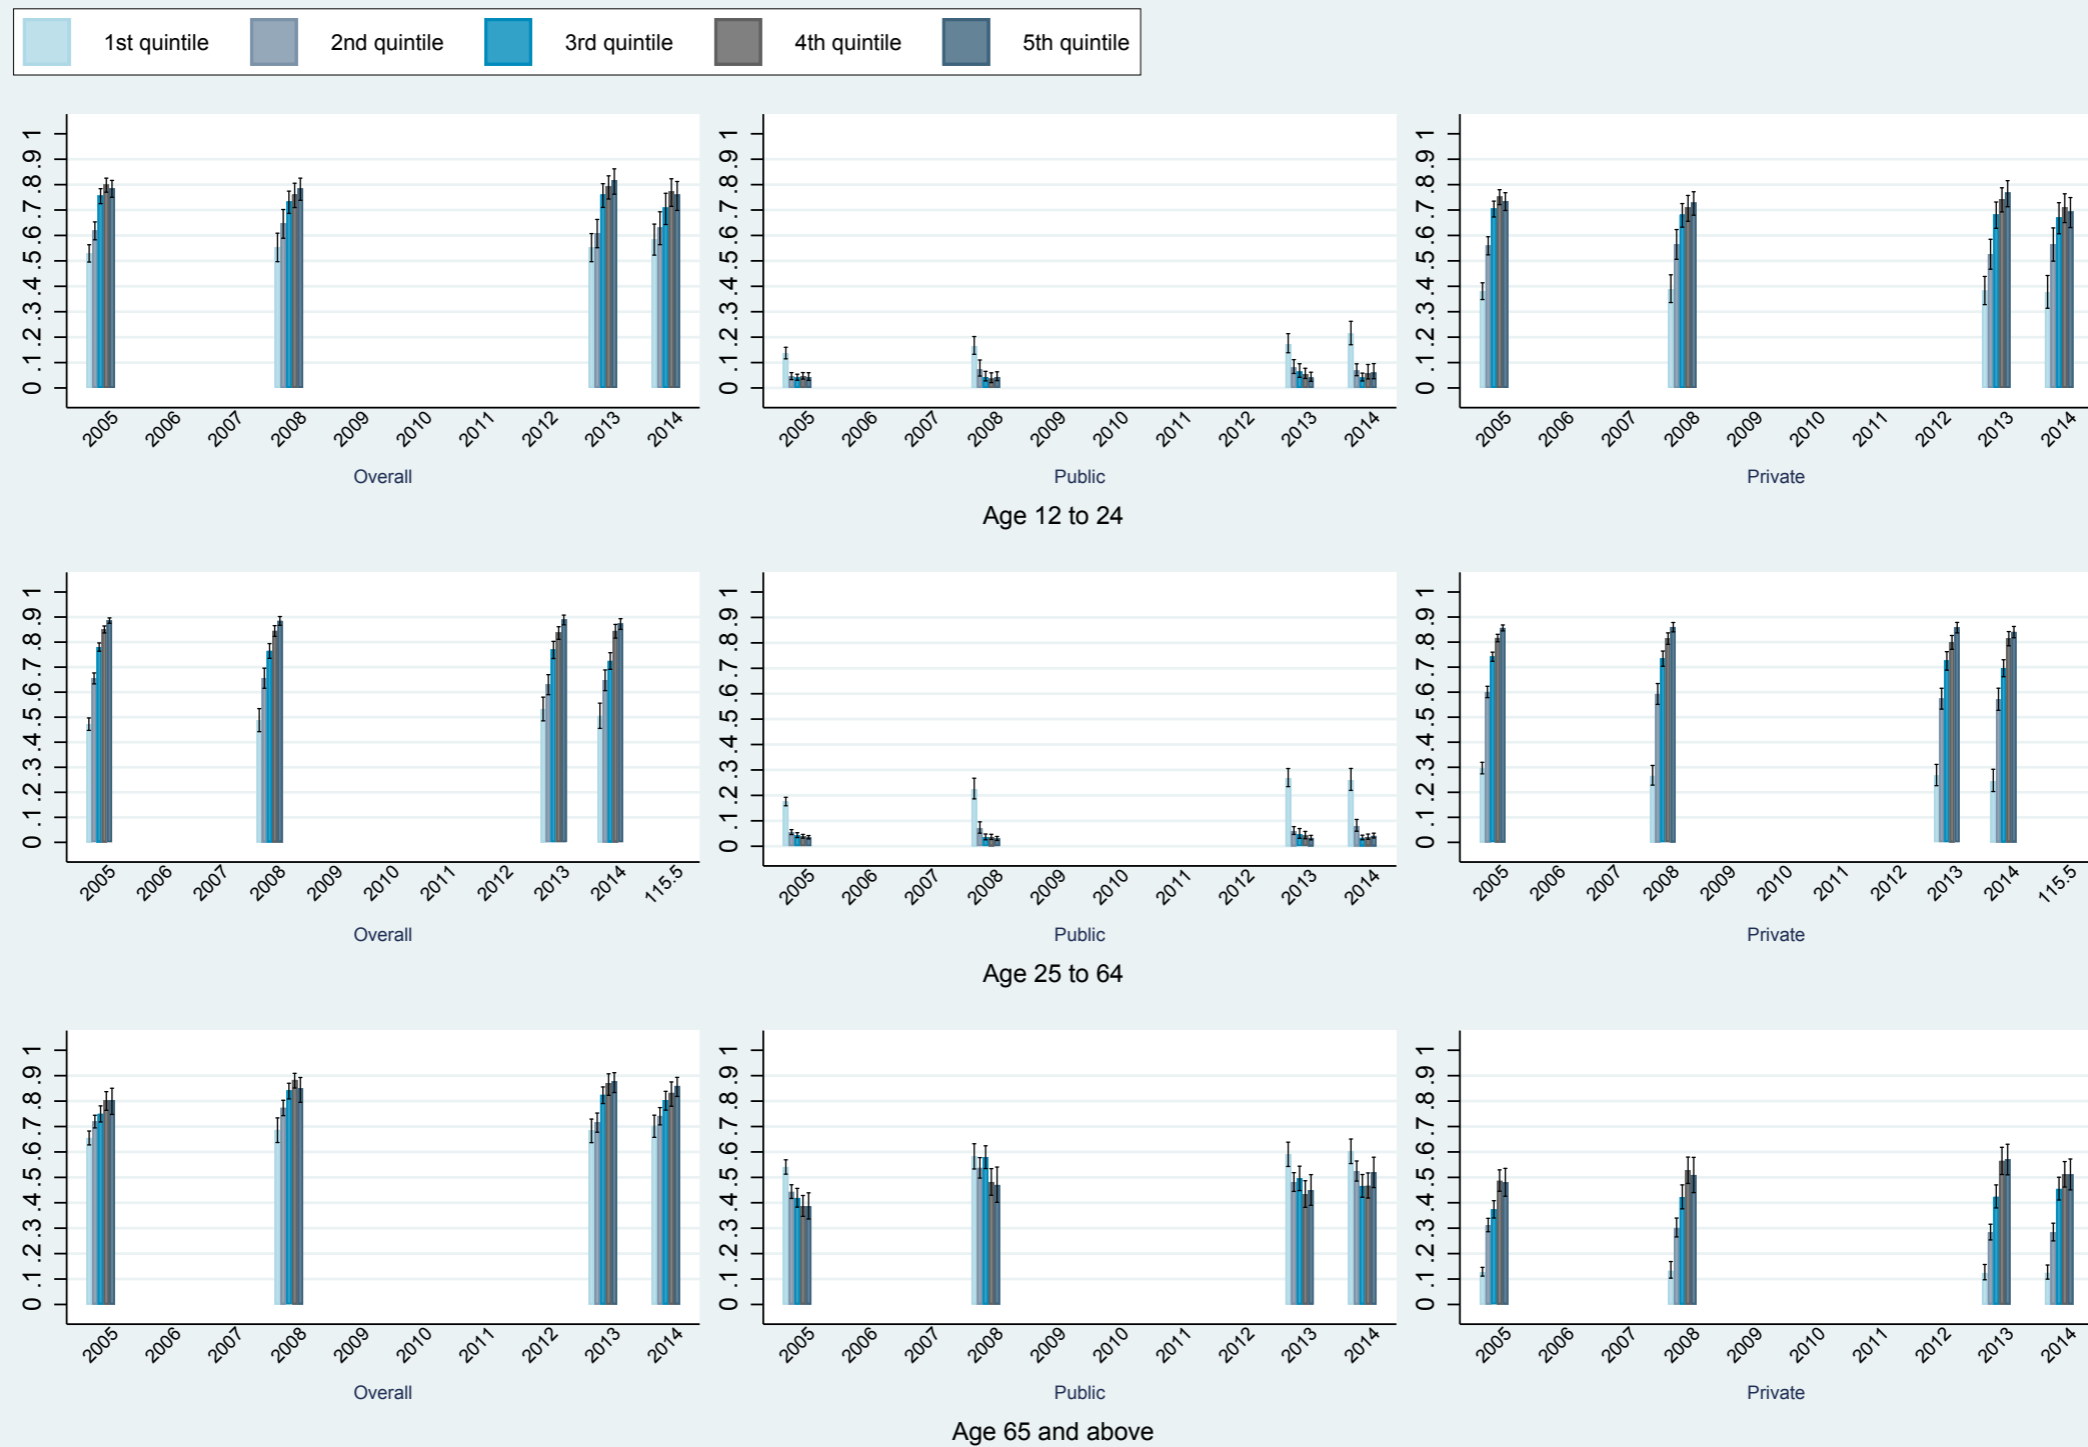 1st quintile 2nd quintile 3rd quintile 4th quintile 5th quintile
0 .1 .2 .3 .4 .5 .6 .7 .8 .9 1
2005 2006 2007 2008 2009 2010 2011 2012 2013 2014
Overall
0 .1 .2 .3 .4 .5 .6 .7 .8 .9 1
2005 2006 2007 2008 2009 2010 2011 2012 2013 2014
Public
0 .1 .2 .3 .4 .5 .6 .7 .8 .9 1
2005 2006 2007 2008 2009 2010 2011 2012 2013 2014
Private
Age 12 to 24
0 .1 .2 .3 .4 .5 .6 .7 .8 .9 1
2005 2006 2007 2008 2009 2010 2011 2012 2013 2014 115.5
Overall
0 .1 .2 .3 .4 .5 .6 .7 .8 .9 1
2005 2006 2007 2008 2009 2010 2011 2012 2013 2014
Public
0 .1 .2 .3 .4 .5 .6 .7 .8 .9 1
2005 2006 2007 2008 2009 2010 2011 2012 2013 2014 115.5
Private
Age 25 to 64
0 .1 .2 .3 .4 .5 .6 .7 .8 .9 1
2005 2006 2007 2008 2009 2010 2011 2012 2013 2014
Overall
0 .1 .2 .3 .4 .5 .6 .7 .8 .9 1
2005 2006 2007 2008 2009 2010 2011 2012 2013 2014
Public
0 .1 .2 .3 .4 .5 .6 .7 .8 .9 1
2005 2006 2007 2008 2009 2010 2011 2012 2013 2014
Private
Age 65 and above